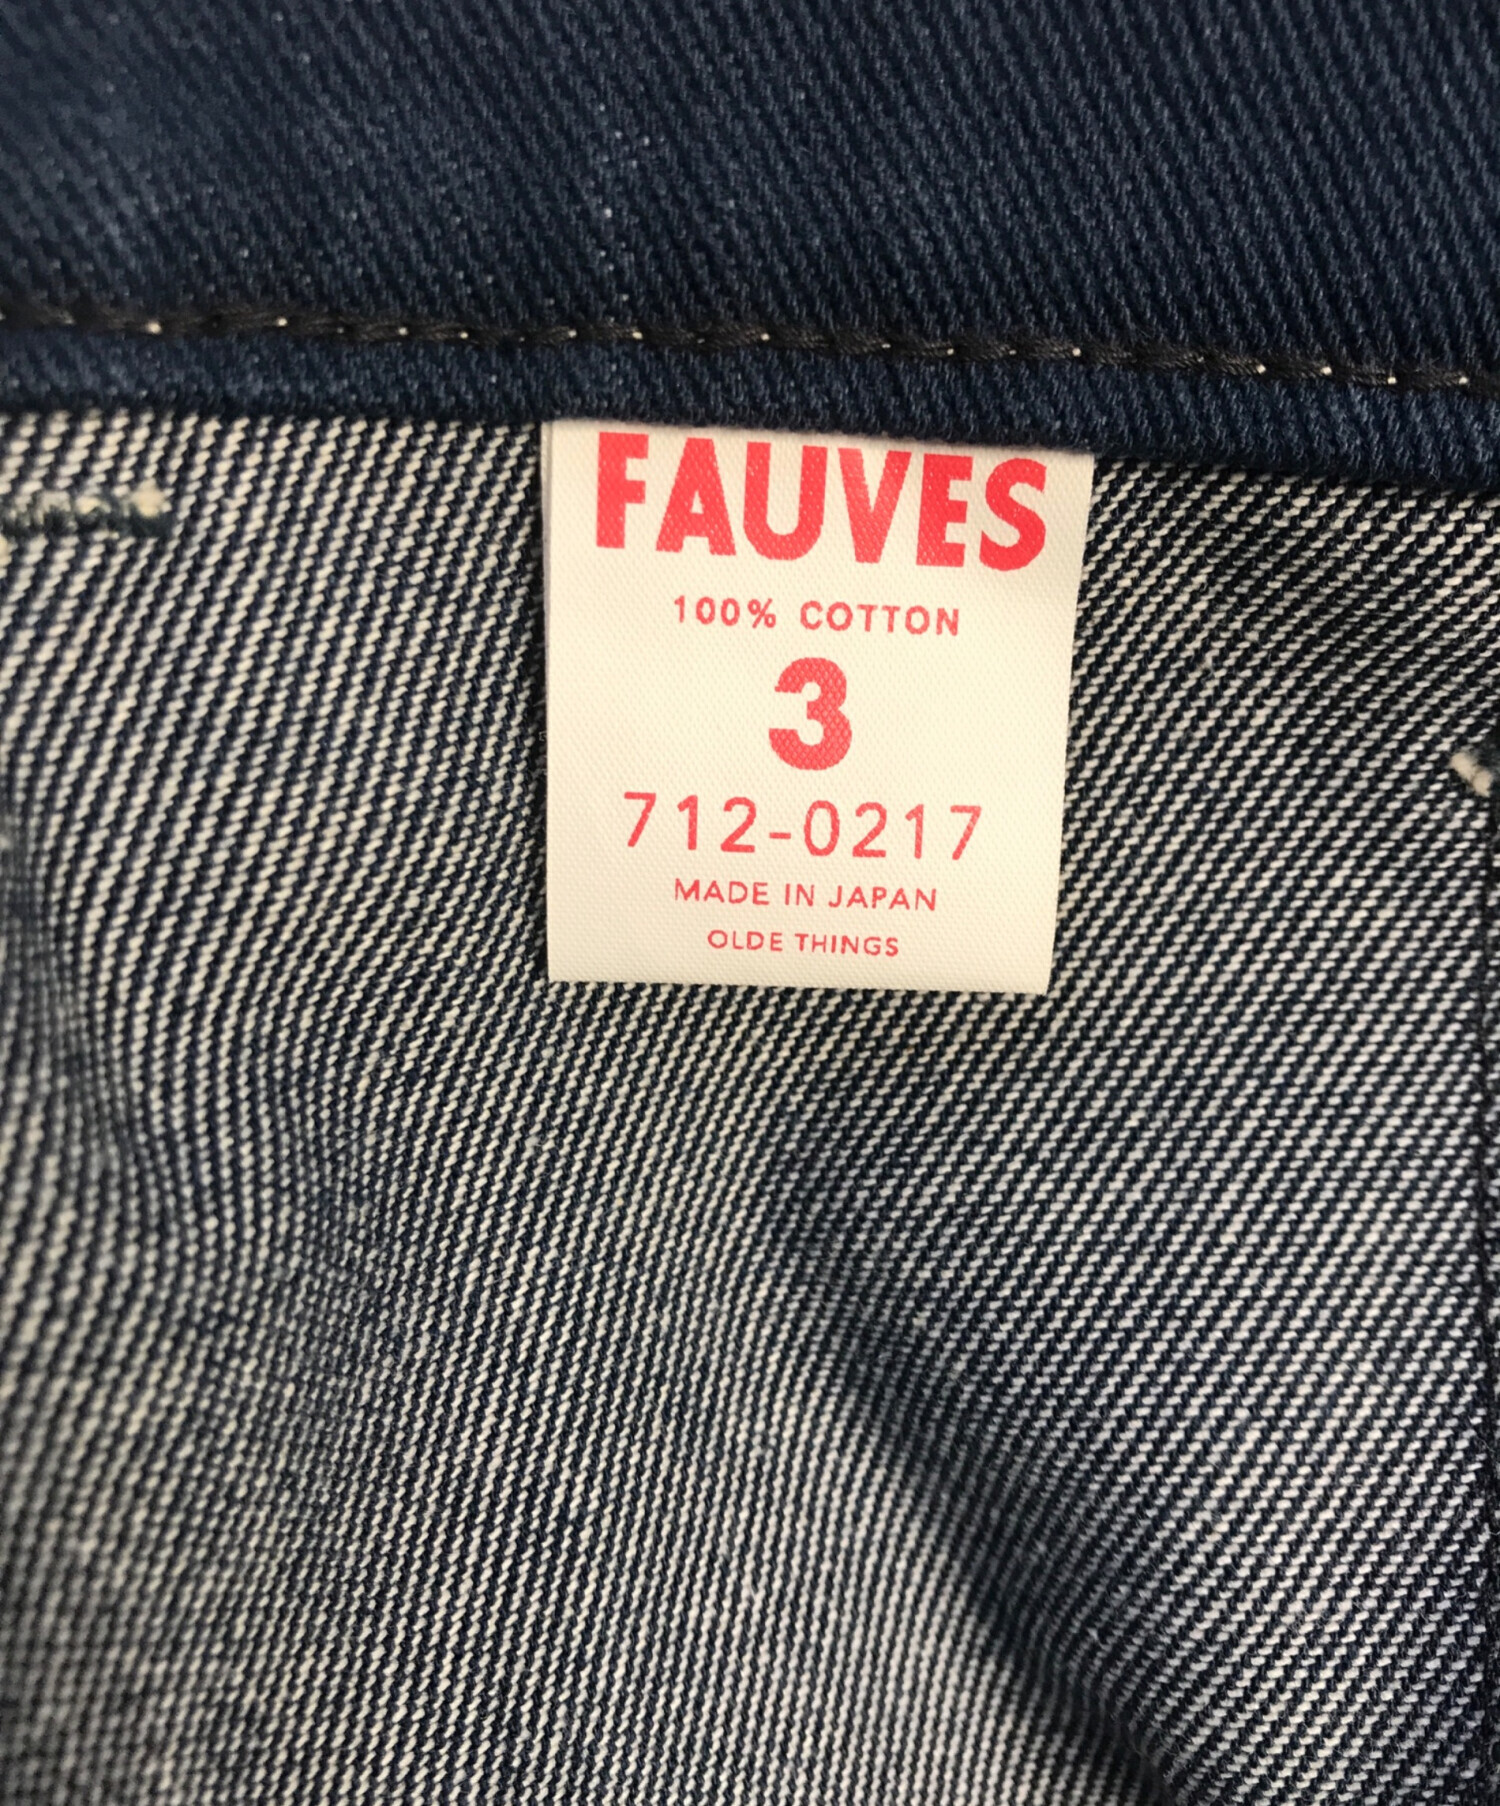 FAUVES
100% COTTON
3
712-0217
MADE IN JAPAN
OLDE THINGS